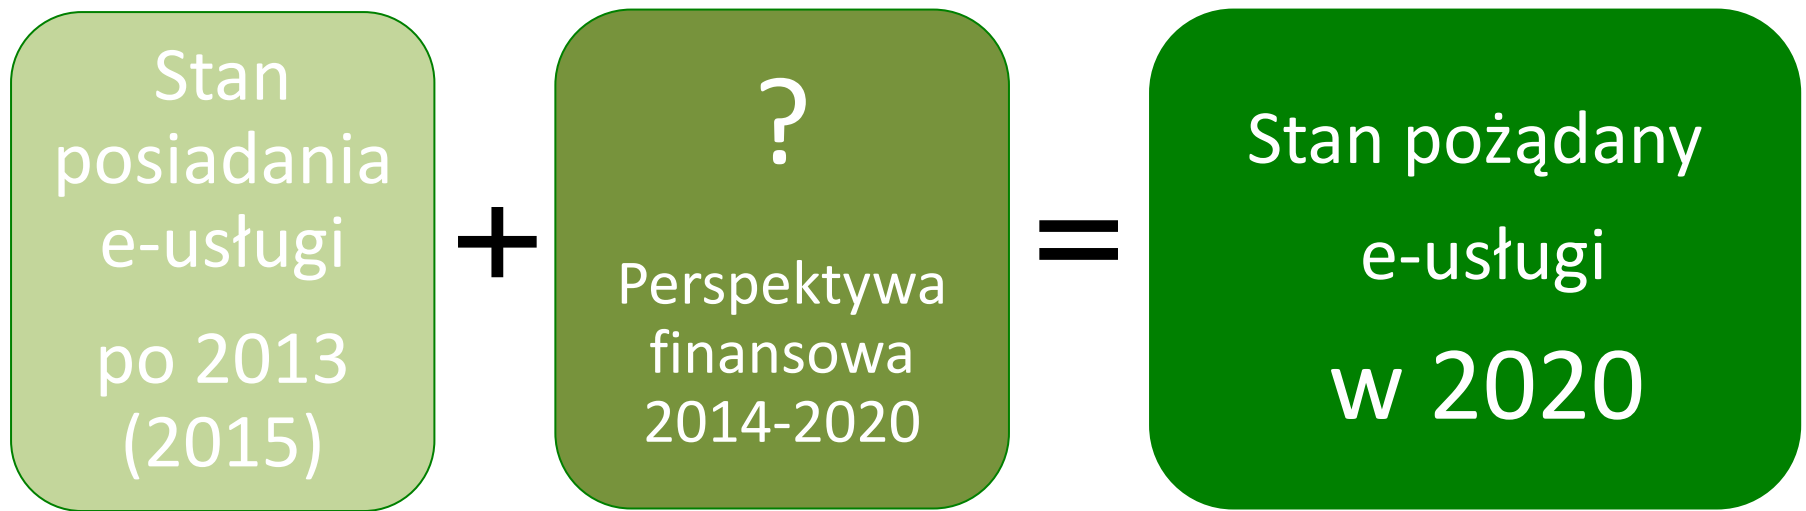 Stan
posiadania
e-usługi
po 2013
(2015)
+
?
Perspektywa
finansowa
2014-2020
=
Stan pożądany
e-usługi
w 2020